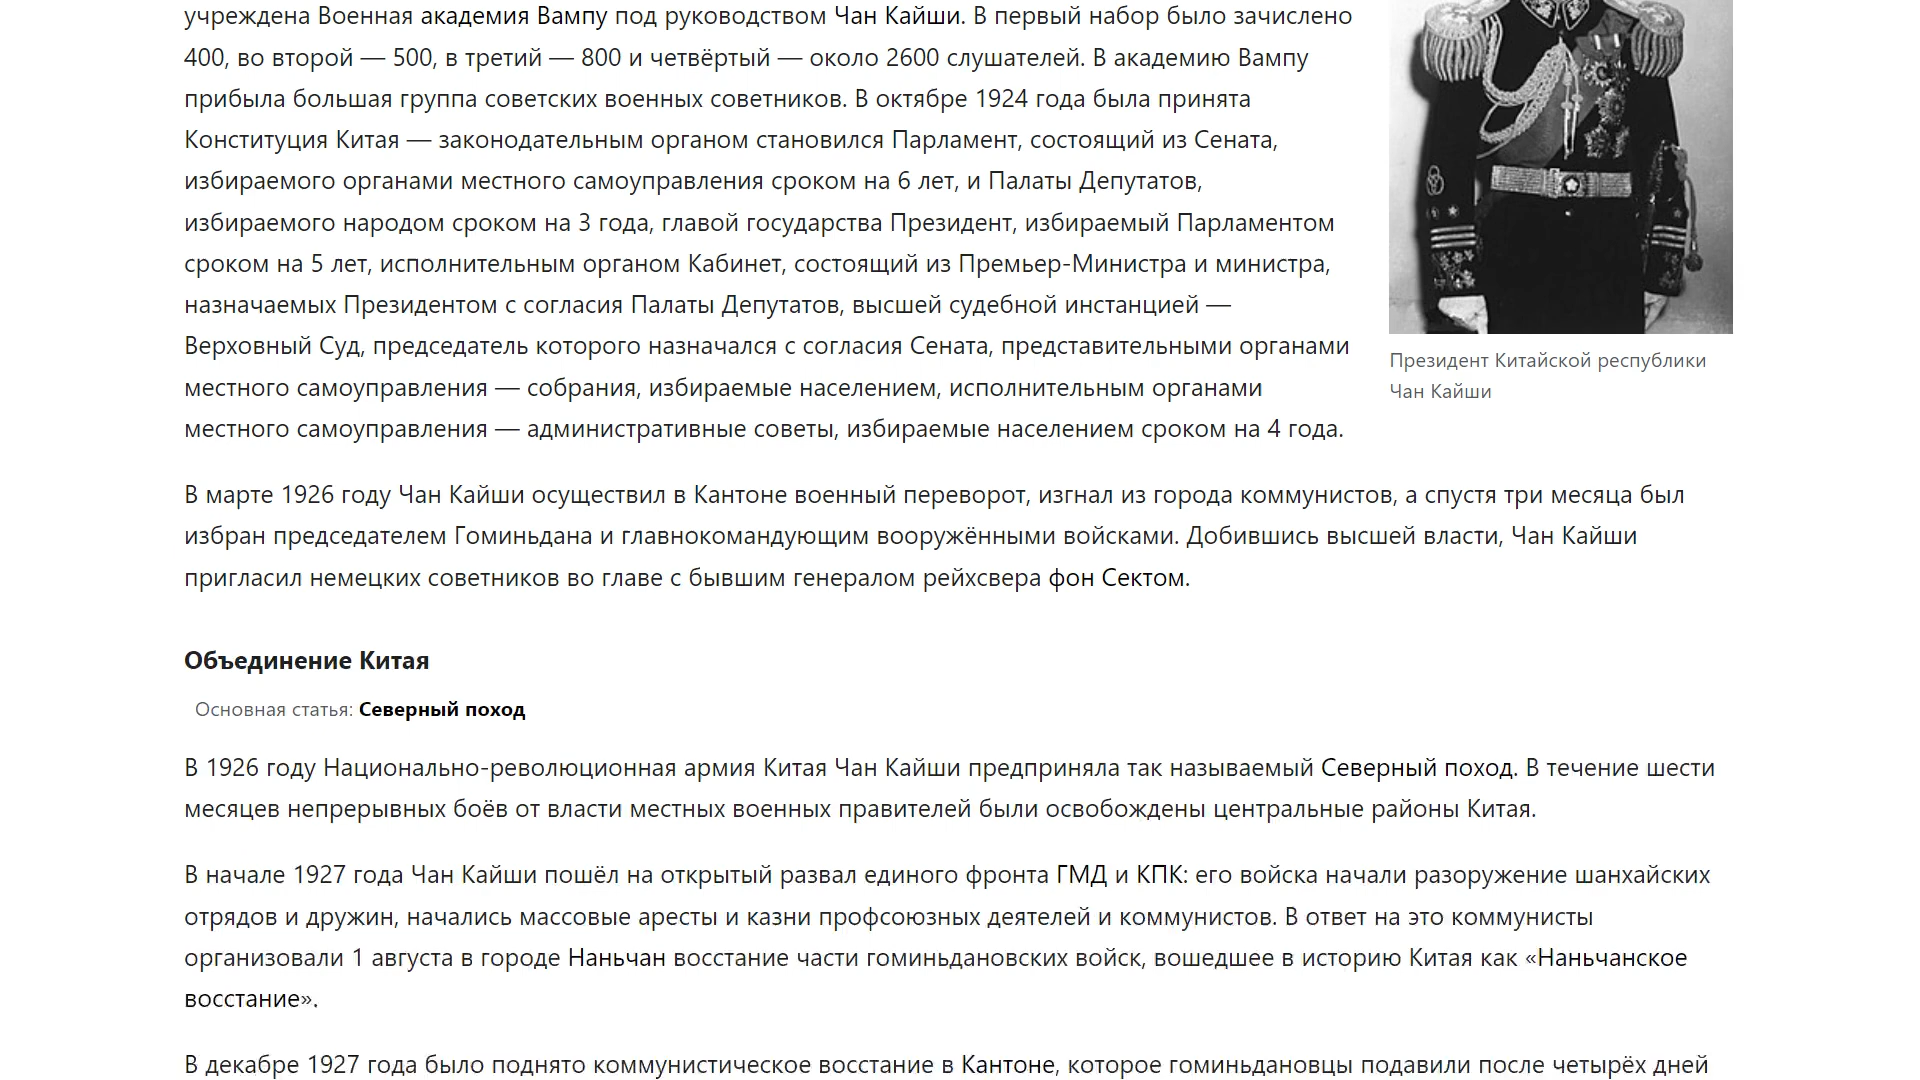 учреждена Военная академия Вампу под руководством Чан Кайши. В первый набор было зачислено
400, во второй — 500, в третий — 800 и четвёртый — около 2600 слушателей. В академию Вампу
прибыла большая группа советских военных советников. В октябре 1924 года была принята
Конституция Китая — законодательным органом становился Парламент, состоящий из Сената,
избираемого органами местного самоуправления сроком на 6 лет, и Палаты Депутатов,
избираемого народом сроком на 3 года, главой государства Президент, избираемый Парламентом
сроком на 5 лет, исполнительным органом Кабинет, состоящий из Премьер-Министра и министра,
назначаемых Президентом с согласия Палаты Депутатов, высшей судебной инстанцией —
Верховный Суд, председатель которого назначался с согласия Сената, представительными органами
местного самоуправления — собрания, избираемые населением, исполнительным органами
местного самоуправления — административные советы, избираемые населением сроком на 4 года.
Президент Китайской республики
Чан Кайши
В марте 1926 году Чан Кайши осуществил в Кантоне военный переворот, изгнал из города коммунистов, а спустя три месяца был
избран председателем Гоминьдана и главнокомандующим вооружёнными войсками. Добившись высшей власти, Чан Кайши
пригласил немецких советников во главе с бывшим генералом рейхсвера фон Сектом.
Объединение Китая
Основная статья: Северный поход
В 1926 году Национально-революционная армия Китая Чан Кайши предприняла так называемый Северный поход. В течение шести
месяцев непрерывных боёв от власти местных военных правителей были освобождены центральные районы Китая.
В начале 1927 года Чан Кайши пошёл на открытый развал единого фронта ГМД и КПК: его войска начали разоружение шанхайских
отрядов и дружин, начались массовые аресты и казни профсоюзных деятелей и коммунистов. В ответ на это коммунисты
организовали 1 августа в городе Наньчан восстание части гоминьдановских войск, вошедшее в историю Китая как «Наньчанское
восстание».
В декабре 1927 года было поднято коммунистическое восстание в Кантоне, которое гоминьдановцы подавили после четырёх дней